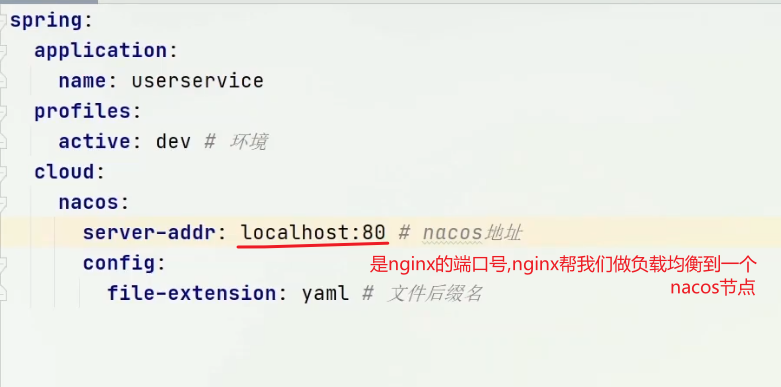 spring:
application:
name: userservice
profiles:
active: dev # 环境
cloud:
nacos:
server-addr: localhost:80 # nacos地址
config:
是nginx的端口号,nginx帮我们做负载均衡到一个
nacos节点
file-extension: yaml # 文件后缀名